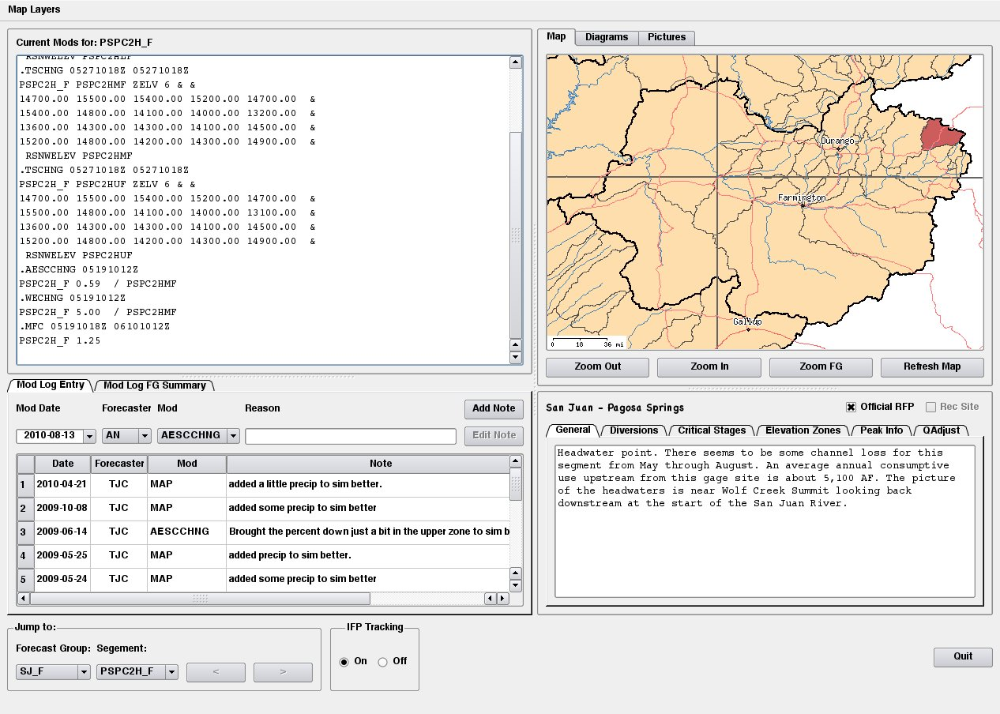 Map Layers
Current Mods for: PSPC2H_F
RSNWELEV PSPC2HLF
.TSCHNG 05271018Z 05271018Z
PSPC2H_F PSPC2HMF ZELV 6 & &
14700.00 15500.00 15400.00 15200.00 14700.00 &
15400.00 14800.00 14100.00 14000.00 13200.00 &
13600.00 14300.00 14300.00 14100.00 14500.00 &
15200.00 14800.00 14200.00 14300.00 14900.00 &
RSNWELEV PSPC2HMF
.TSCHNG 05271018Z 05271018Z
PSPC2H_F PSPC2HUF ZELV 6 & &
14700.00 15500.00 15400.00 15200.00 14700.00 &
15500.00 14800.00 14100.00 14000.00 13100.00 &
13600.00 14300.00 14300.00 14100.00 14500.00 &
15200.00 14800.00 14200.00 14300.00 14900.00 &
RSNWELEV PSPC2HUF
.AESCCHNG 05191012Z
PSPC2H_F 0.59 / PSPC2HMF
.WECHNG 05191012Z
PSPC2H_F 5.00 / PSPC2HMF
.MFC 05191018Z 06101012Z
PSPC2H_F 1.25
Map Diagrams Pictures
Durango
Farmington
Gallup
0 18 36 mi
Zoom Out Zoom In Zoom FG Refresh Map
Mod Log Entry Mod Log FG Summary
Mod Date Forecaster Mod Reason Add Note
2010-08-13 AN AESCCHNG Edit Note
Date Forecaster Mod Note
1 2010-04-21 TJC MAP added a little precip to sim better.
2 2009-10-08 TJC MAP added some precip to sim better
3 2009-06-14 TJC AESCCHNG Brought the percent down just a bit in the upper zone to sim b
4 2009-05-25 TJC MAP added precip to sim better.
5 2009-05-24 TJC MAP added some precip to sim better
San Juan - Pagosa Springs Official RFP Rec Site
General Diversions Critical Stages Elevation Zones Peak Info QAdjust
Headwater point. There seems to be some channel loss for this
segment from May through August. An average annual consumptive
use upstream from this gage site is about 5,100 AF. The picture
of the headwaters is near Wolf Creek Summit looking back
downstream at the start of the San Juan River.
Jump to:
Forecast Group: Segement:
SJ_F PSPC2H_F < >
IFP Tracking
On Off
Quit